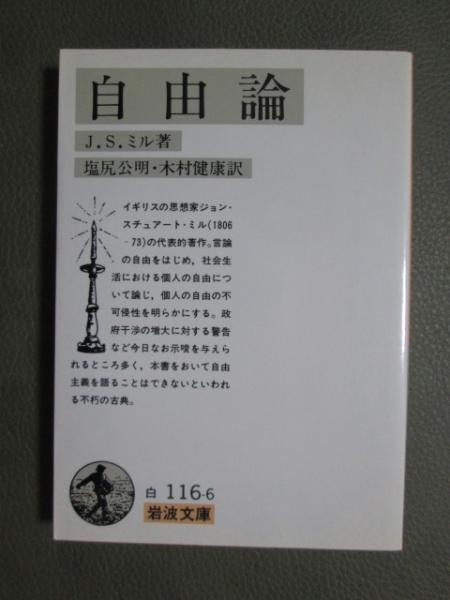 自由論
J.S.ミル著
塩尻公明・木村健康訳
イギリスの思想家ジョン・
スチュアート・ミル(1806
-73)の代表的著作。言論
の自由をはじめ，社会生
活における個人の自由につ
いて論じ，個人の自由の不
可侵性を明らかにする。政
府干渉の増大に対する警告
など今日なお示唆を与えら
れるところ多く，本書をおいて自由
主義を語ることはできないといわれ
る不朽の古典。
白 116-6
岩波文庫